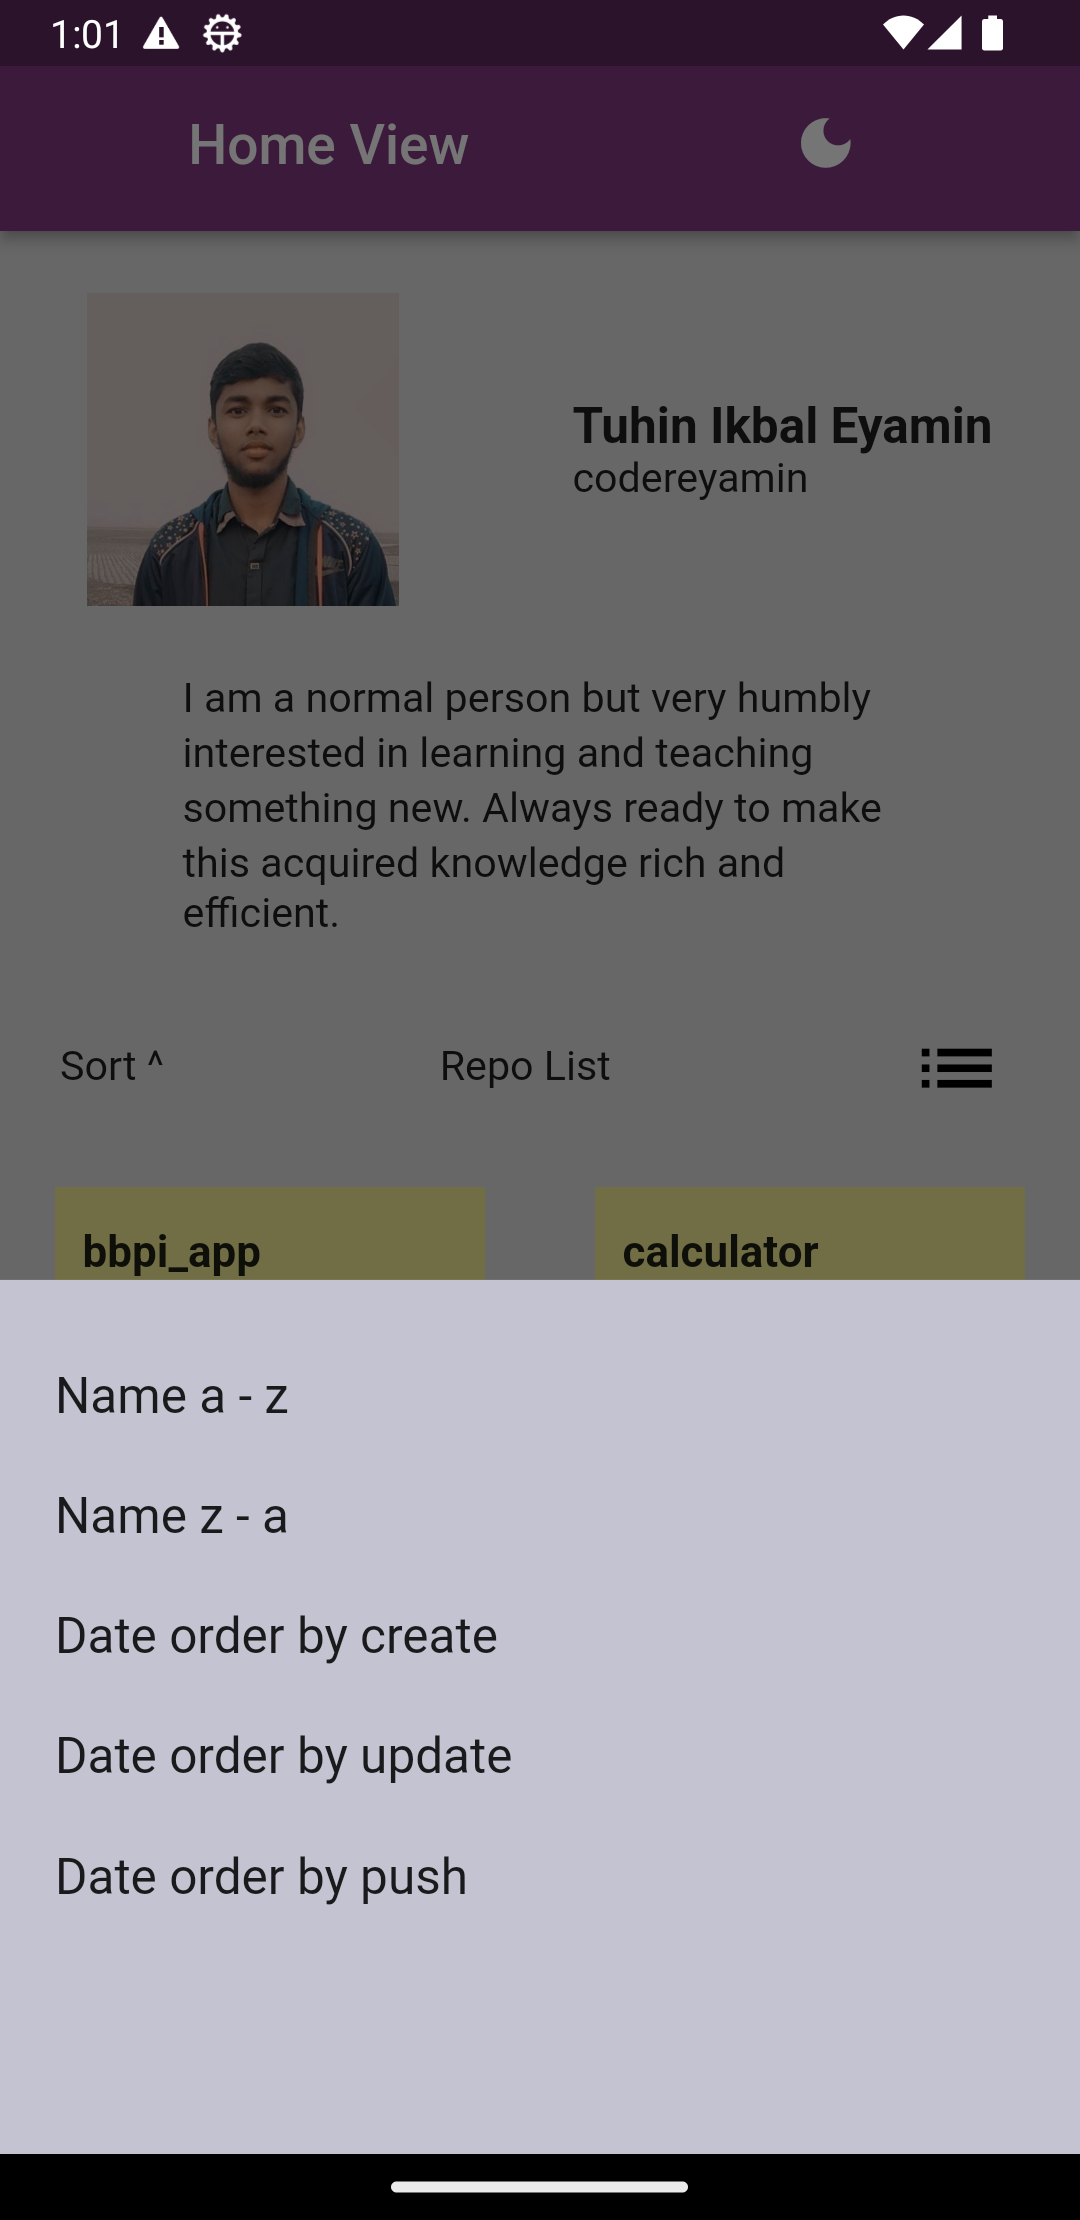 1:01
Home View
Tuhin Ikbal Eyamin
codereyamin
I am a normal person but very humbly
interested in learning and teaching
something new. Always ready to make
this acquired knowledge rich and
efficient.
Sort ^ Repo List
bbpi_app calculator
Name a - z
Name z - a
Date order by create
Date order by update
Date order by push